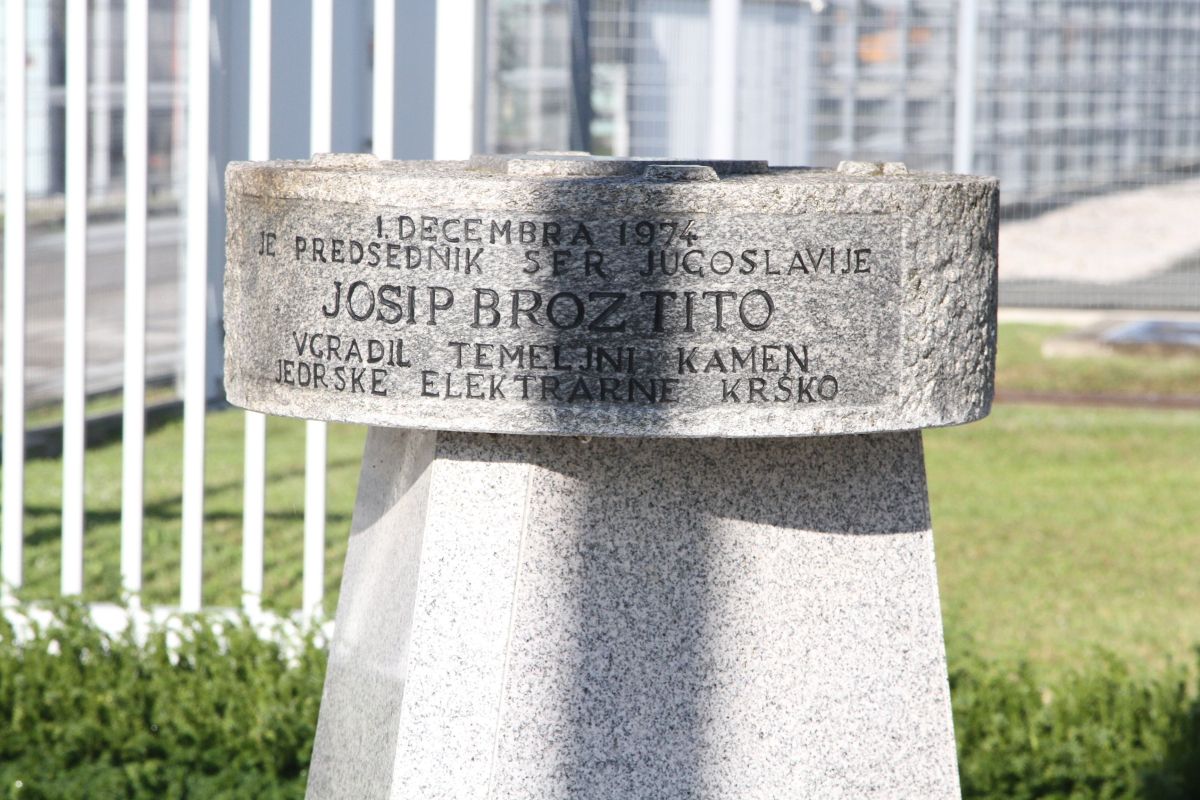 1. DECEMBRA 1974
JE PREDSEDNIK SFR JUGOSLAVIJE
JOSIP BROZ TITO
VGRADIL TEMELJNI KAMEN
JEDRSKE ELEKTRARNE KRŠKO